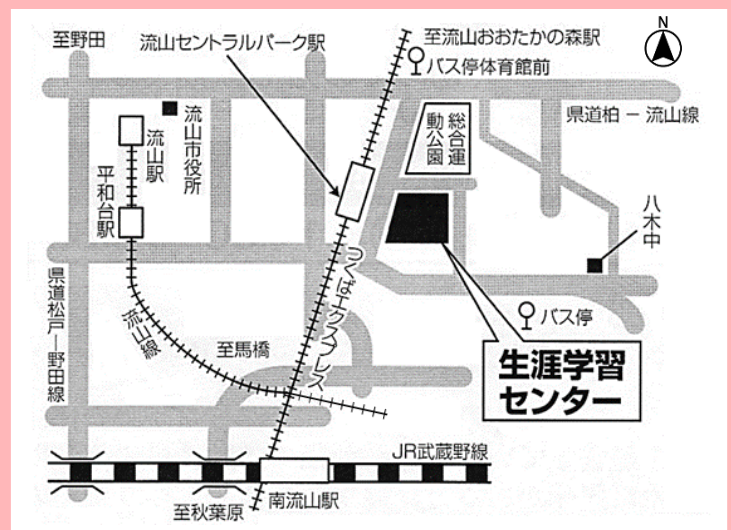 N
至野田
流山セントラルパーク駅
至流山おおたかの森駅
バス停体育館前
県道柏－流山線
流山市役所
流山駅
平和台駅
総合運
動公園
八木中
つくばエクスプレス
県道松戸―野田線
流山線
至馬橋
バス停
生涯学習
センター
JR武蔵野線
南流山駅
至秋葉原